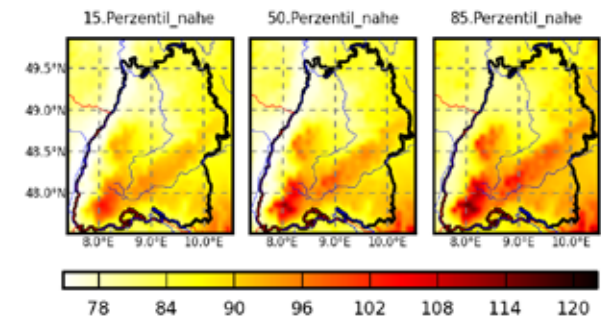 15.Perzentil_nahe 50.Perzentil_nahe 85.Perzentil_nahe
49.5°N
49.0°N
48.5°N
48.0°N
8.0°E 9.0°E 10.0°E 8.0°E 9.0°E 10.0°E 8.0°E 9.0°E 10.0°E
78 84 90 96 102 108 114 120